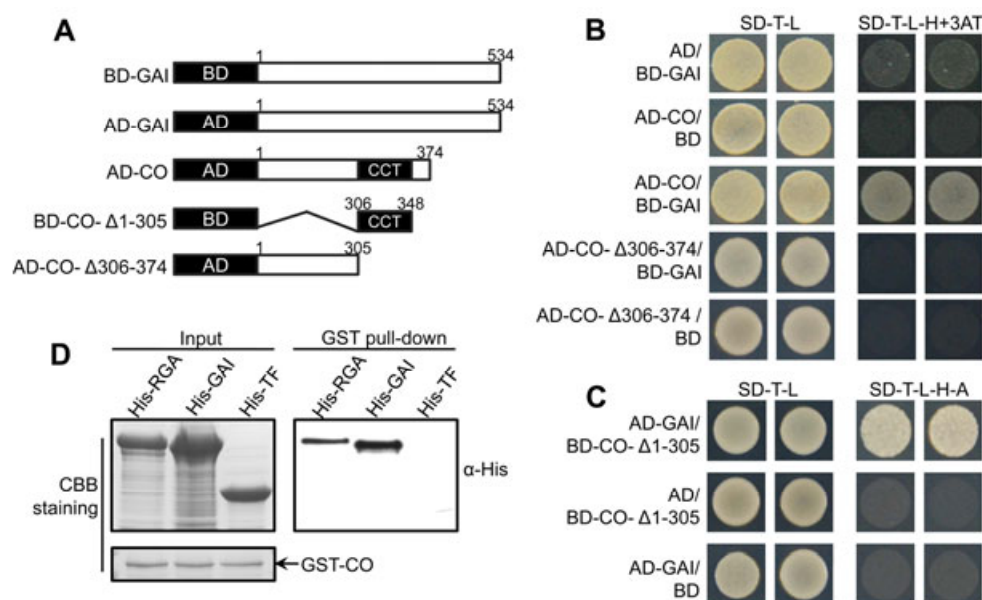 A
1
534
BD-GAI
BD
1
534
AD-GAI
AD
1
374
AD-CO
AD
CCT
306
348
BD-CO- Δ1-305
BD
CCT
1
305
AD-CO- Δ306-374
AD
B
SD-T-L
SD-T-L-H+3AT
AD/
BD-GAI
AD-CO/
BD
AD-CO/
BD-GAI
AD-CO- Δ306-374/
BD-GAI
AD-CO- Δ306-374 /
BD
C
SD-T-L
SD-T-L-H-A
AD-GAI/
BD-CO- Δ1-305
AD/
BD-CO- Δ1-305
AD-GAI/
BD
D
Input
GST pull-down
His-RGA
His-GAI
His-TF
His-RGA
His-GAI
His-TF
CBB
staining
α-His
GST-CO